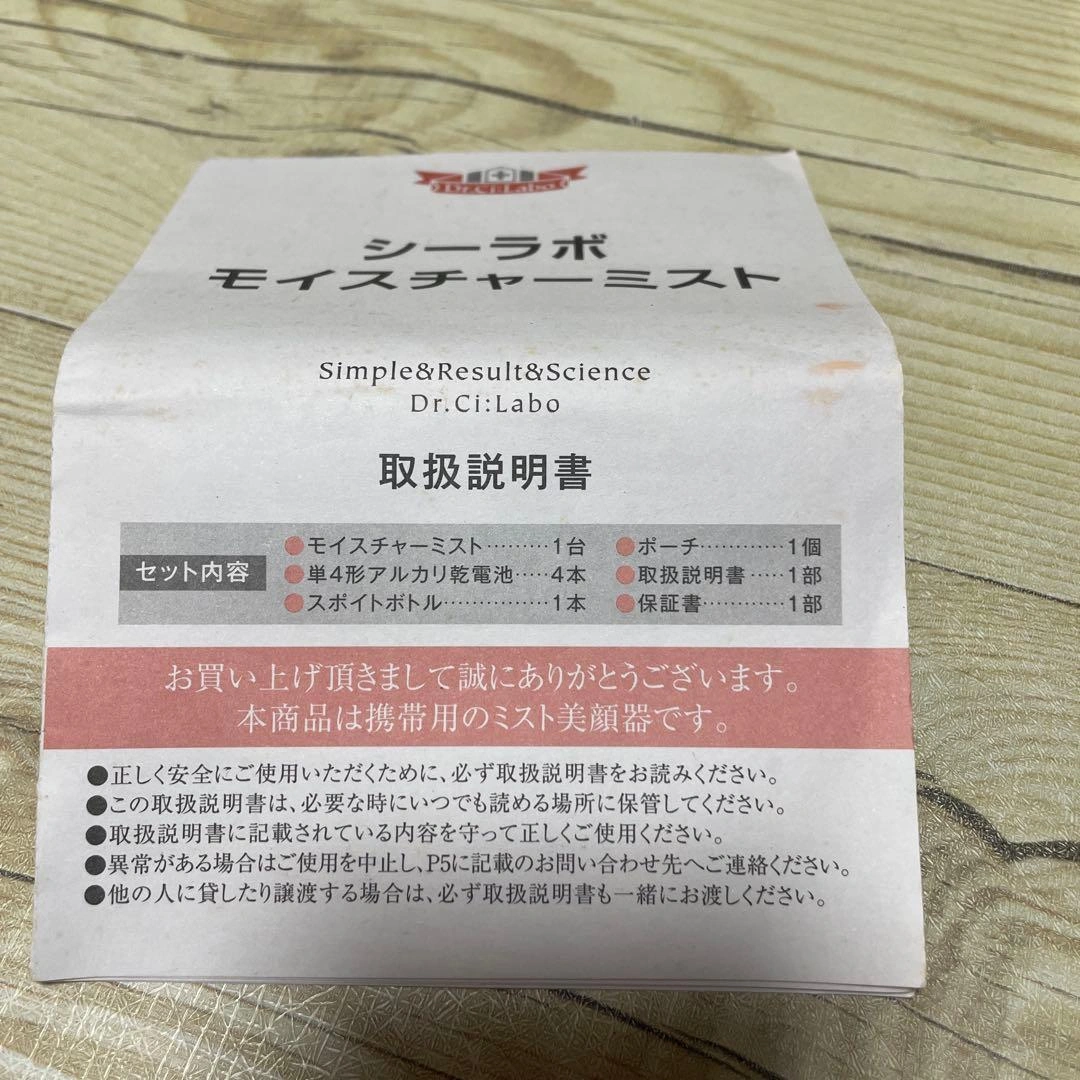 Dr.Ci:Labo
シーラボ
モイスチャーミスト
Simple&Result&Science
Dr.Ci:Labo
取扱説明書
セット内容
●モイスチャーミスト………1台 ●ポーチ…………1個
●単4形アルカリ乾電池……4本 ●取扱説明書……1部
●スポイトボトル……………1本 ●保証書…………1部
お買い上げ頂きまして誠にありがとうございます。
本商品は携帯用のミスト美顔器です。
●正しく安全にご使用いただくために、必ず取扱説明書をお読みください。
●この取扱説明書は、必要な時にいつでも読める場所に保管してください。
●取扱説明書に記載されている内容を守って正しくご使用ください。
●異常がある場合はご使用を中止し、P5に記載のお問い合わせ先へご連絡ください。
●他の人に貸したり譲渡する場合は、必ず取扱説明書も一緒にお渡しください。